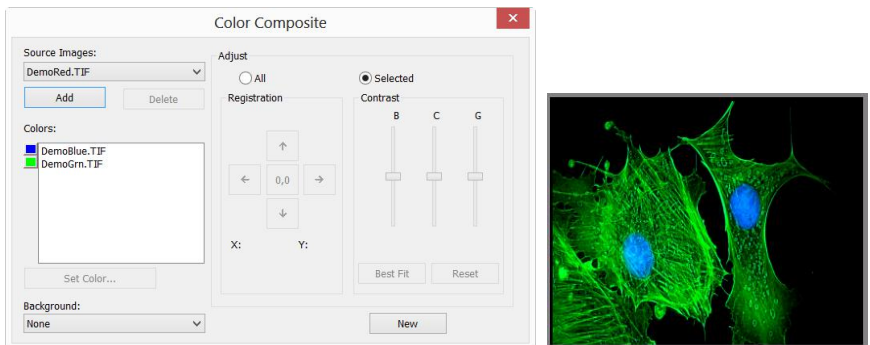 Color Composite
Source Images:
DemoRed.TIF
Add
Delete
Colors:
DemoBlue.TIF
DemoGrn.TIF
Set Color...
Background:
None
Adjust
All
Selected
Registration
0,0
X:
Y:
Contrast
B C G
Best Fit
Reset
New